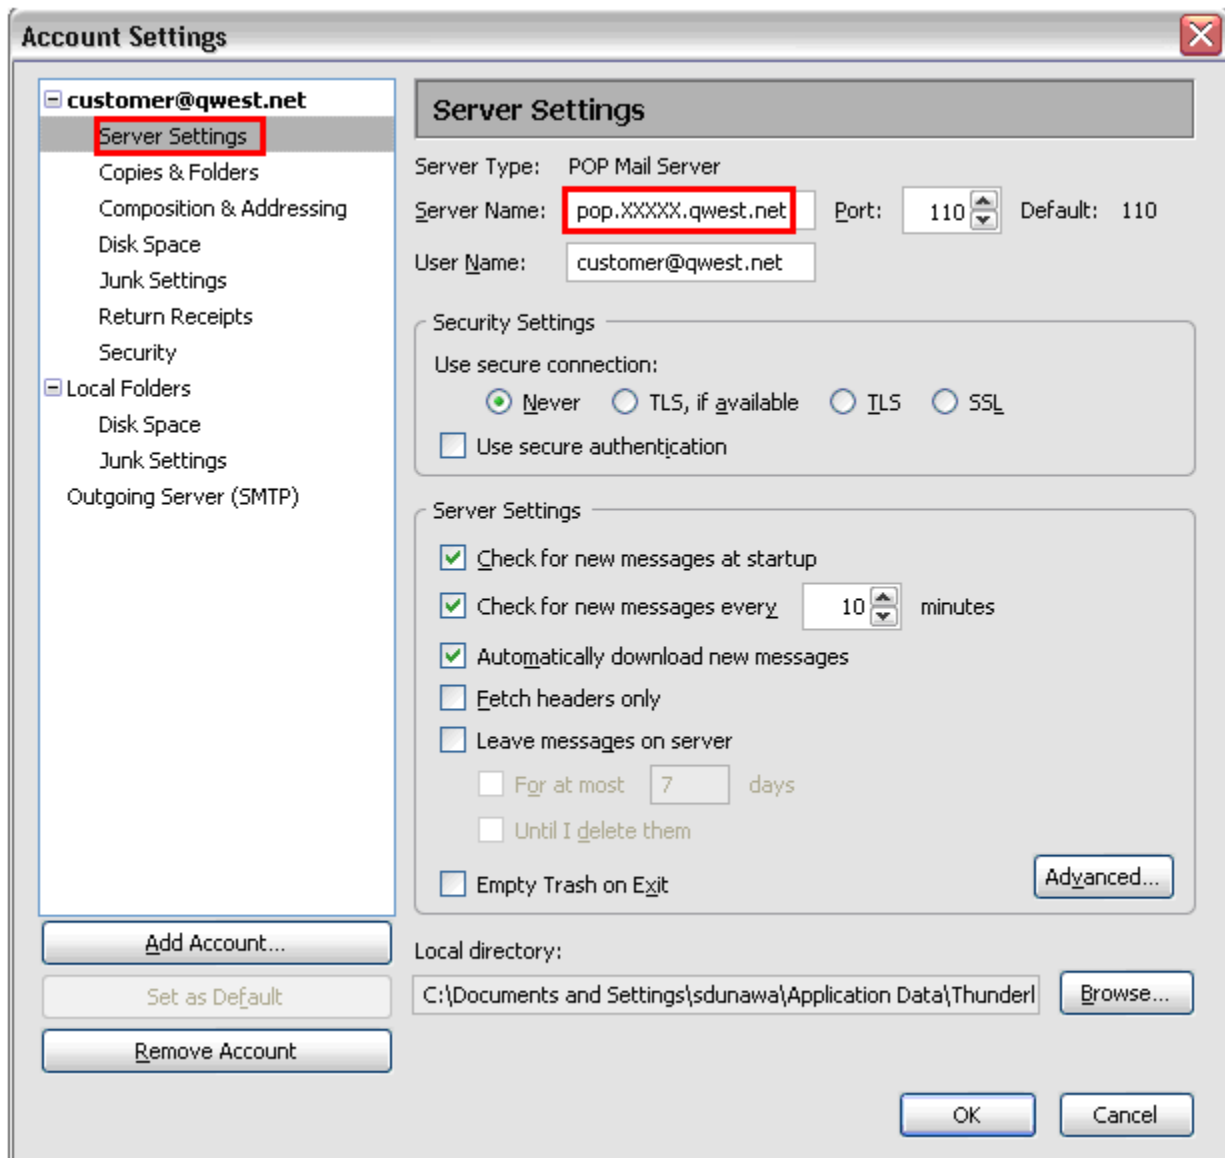 Account Settings
customer@qwest.net
Server Settings
Copies & Folders
Composition & Addressing
Disk Space
Junk Settings
Return Receipts
Security
Local Folders
Disk Space
Junk Settings
Outgoing Server (SMTP)
Add Account...
Set as Default
Remove Account
Server Settings
Server Type: POP Mail Server
Server Name: pop.XXXXX.qwest.net Port: 110 Default: 110
User Name: customer@qwest.net
Security Settings
Use secure connection:
Never TLS, if available TLS SSL
Use secure authentication
Server Settings
Check for new messages at startup
Check for new messages every 10 minutes
Automatically download new messages
Fetch headers only
Leave messages on server
For at most 7 days
Until I delete them
Empty Trash on Exit
Advanced...
Local directory:
C:\Documents and Settings\sdunawa\Application Data\Thunderl Browse...
OK Cancel